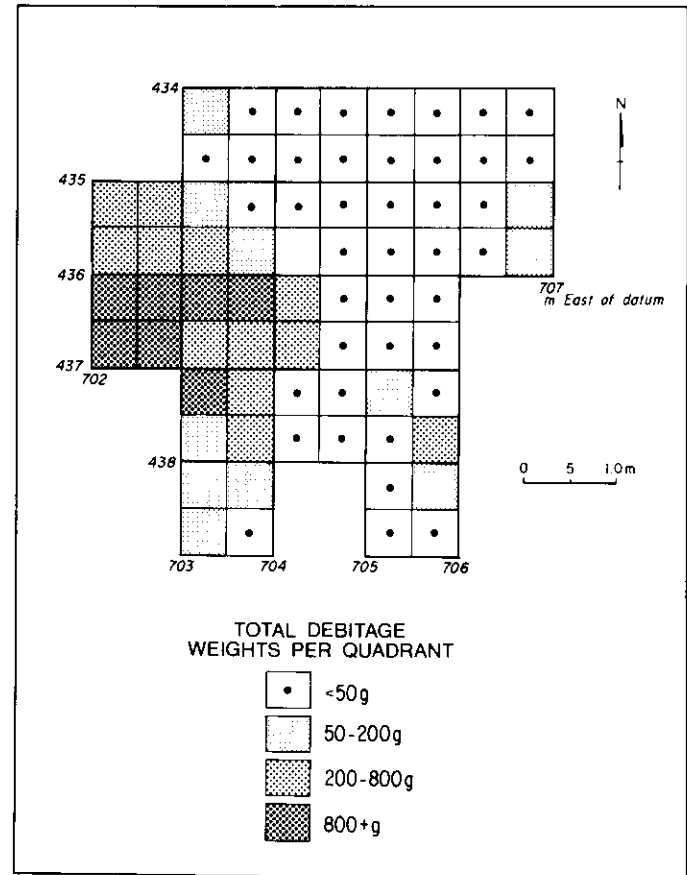 434
N
435
436
707
m East of datum
437
702
438
0 5 1.0m
703 704 705 706
TOTAL DEBITAGE
WEIGHTS PER QUADRANT
<50g
50-200g
200-800g
800+g